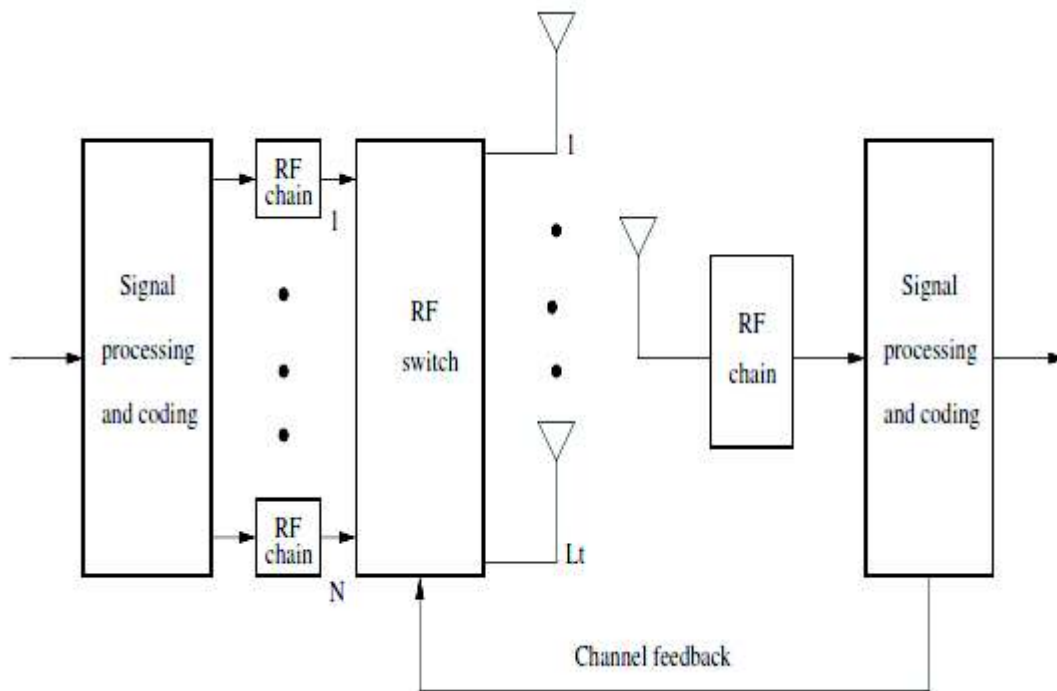 Signal
processing
and coding
RF
chain
1
RF
chain
N
RF
switch
1
Lt
RF
chain
Signal
processing
and coding
Channel feedback